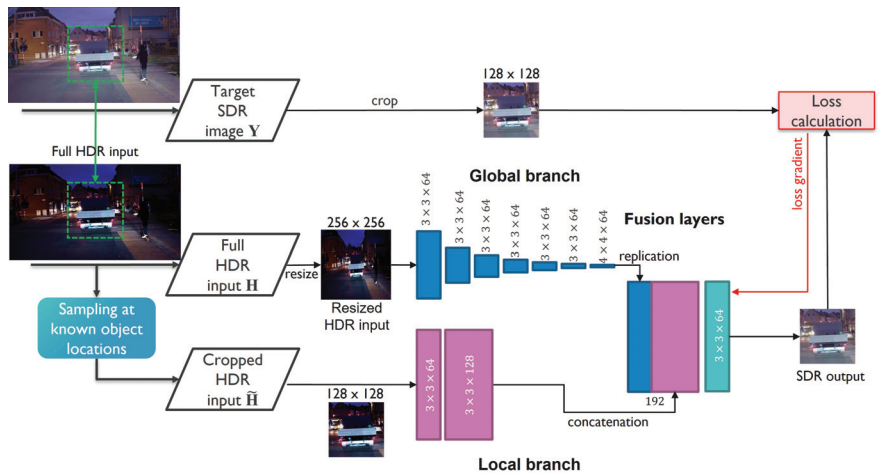 Target
SDR
image Y
crop
128 x 128
Loss
calculation
loss gradient
Full HDR input
Global branch
Full
HDR
input H
resize
256 x 256
Resized
HDR input
3 × 3 × 64
3 × 3 × 64
3 × 3 × 64
3 × 3 × 64
3 × 3 × 64
3 × 3 × 64
4 × 4 × 64
Fusion layers
replication
Sampling at
known object
locations
Cropped
HDR
input H̃
128 x 128
3 × 3 × 64
3 × 3 × 128
concatenation
192
3 × 3 × 64
SDR output
Local branch